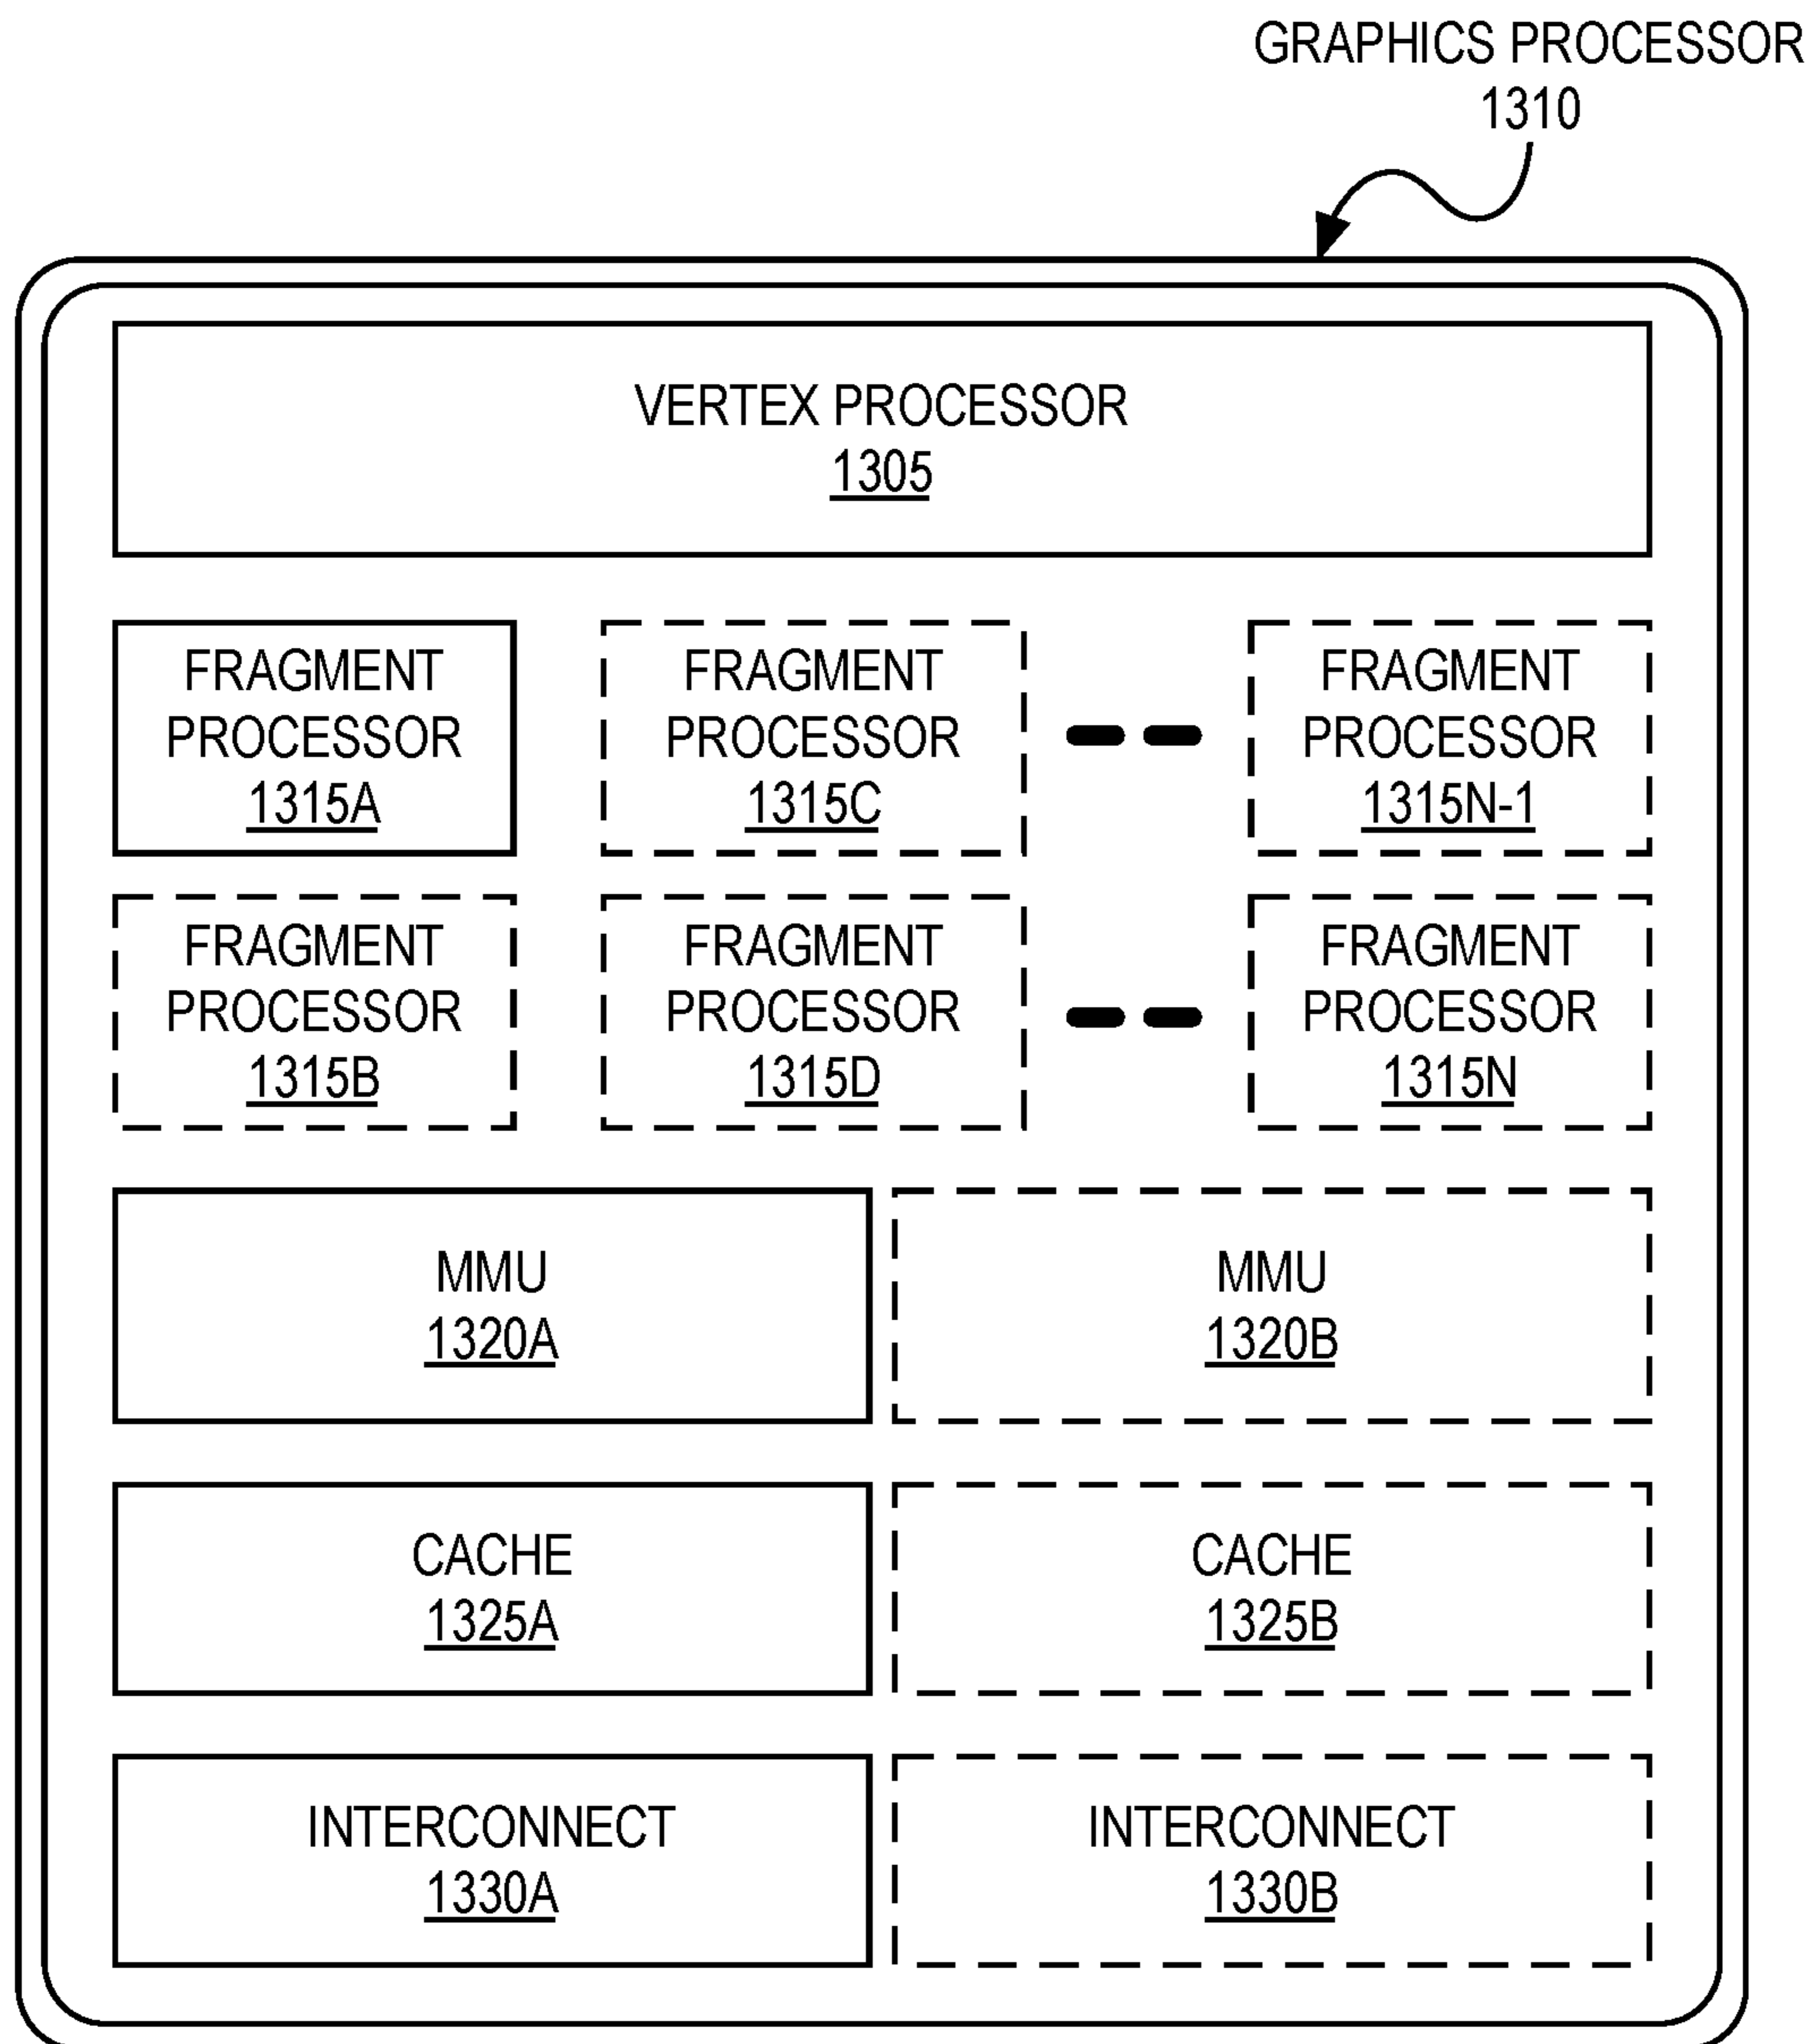 GRAPHICS PROCESSOR
1310
VERTEX PROCESSOR
1305
FRAGMENT
PROCESSOR
1315A
FRAGMENT
PROCESSOR
1315C
FRAGMENT
PROCESSOR
1315N-1
FRAGMENT
PROCESSOR
1315B
FRAGMENT
PROCESSOR
1315D
FRAGMENT
PROCESSOR
1315N
MMU
1320A
MMU
1320B
CACHE
1325A
CACHE
1325B
INTERCONNECT
1330A
INTERCONNECT
1330B